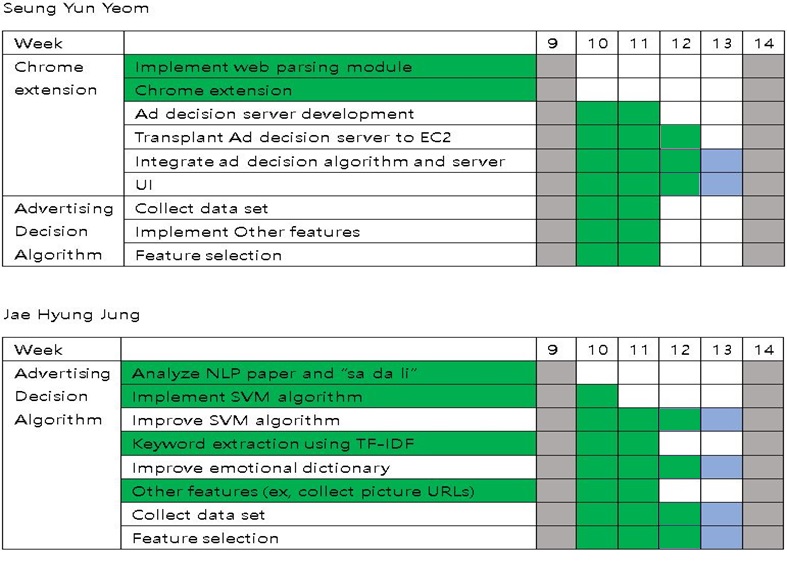 Seung Yun Yeom
Week 9 10 11 12 13 14
Chrome Implement web parsing module
extension Chrome extension
Ad decision server development
Transplant Ad decision server to EC2
Integrate ad decision algorithm and server
UI
Advertising Collect data set
Decision Implement Other features
Algorithm Feature selection
Jae Hyung Jung
Week 9 10 11 12 13 14
Advertising Analyze NLP paper and “sa da li”
Decision Implement SVM algorithm
Algorithm Improve SVM algorithm
Keyword extraction using TF-IDF
Improve emotional dictionary
Other features (ex, collect picture URLs)
Collect data set
Feature selection